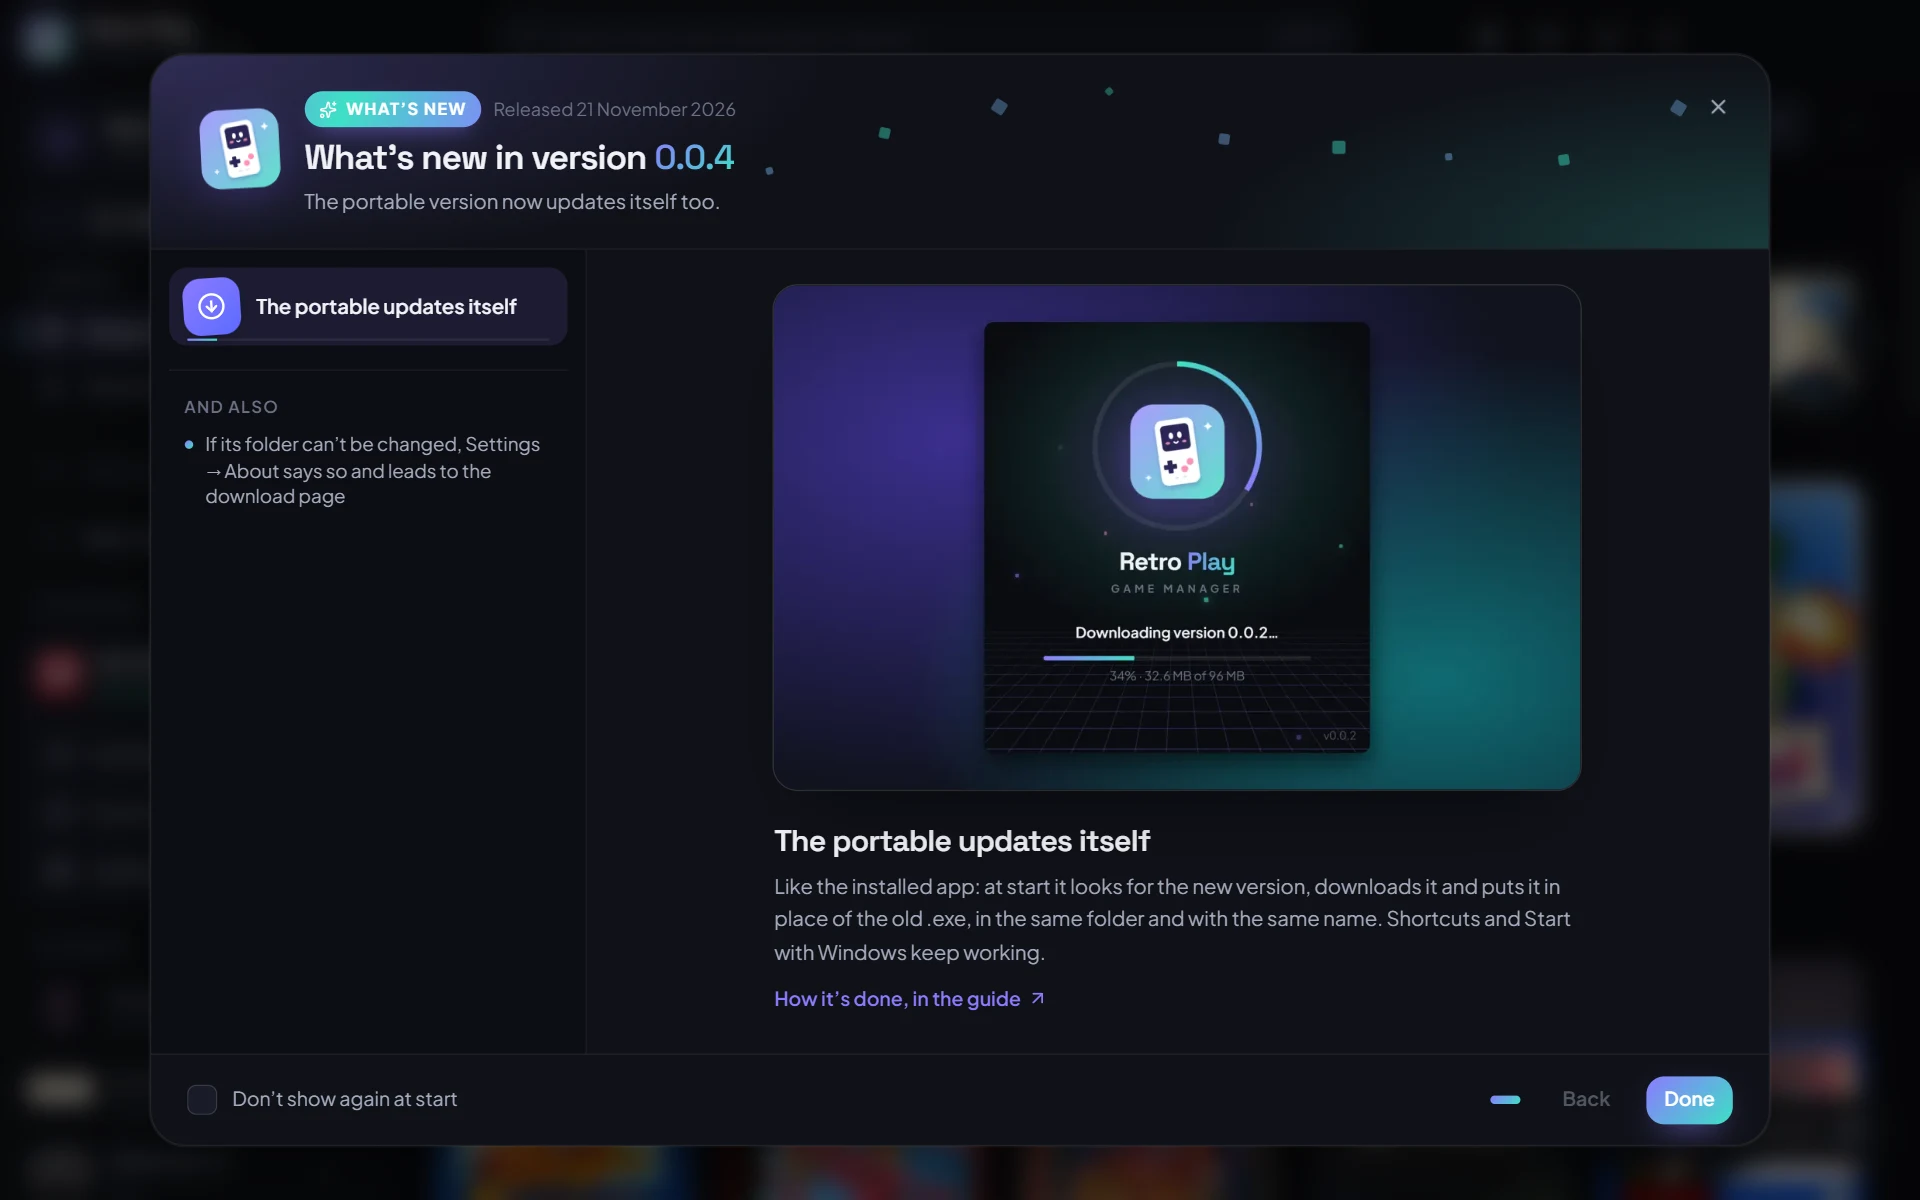 WHAT'S NEW
Released 21 November 2026
What's new in version 0.0.4
The portable version now updates itself too.
The portable updates itself
AND ALSO
If its folder can't be changed, Settings
→ About says so and leads to the
download page
Retro Play
GAME MANAGER
Downloading version 0.0.2...
34% · 32.6 MB of 96 MB
v0.0.2
The portable updates itself
Like the installed app: at start it looks for the new version, downloads it and puts it in
place of the old .exe, in the same folder and with the same name. Shortcuts and Start
with Windows keep working.
How it's done, in the guide ↗
Don't show again at start
Back
Done